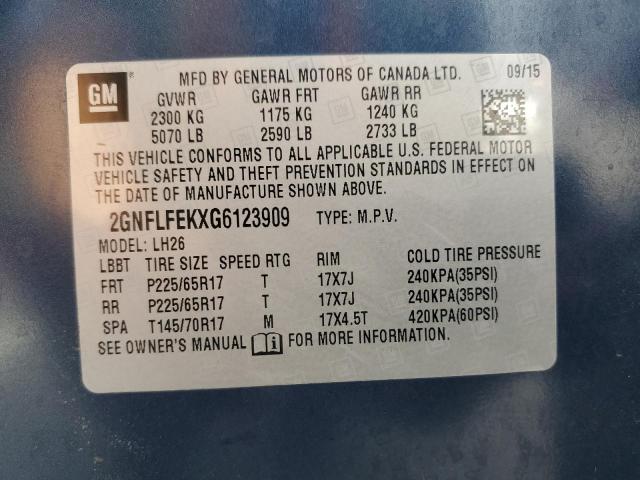 GM
MFD BY GENERAL MOTORS OF CANADA LTD. 09/15
GVWR GAWR FRT GAWR RR
2300 KG 1175 KG 1240 KG
5070 LB 2590 LB 2733 LB
THIS VEHICLE CONFORMS TO ALL APPLICABLE U.S. FEDERAL MOTOR
VEHICLE SAFETY AND THEFT PREVENTION STANDARDS IN EFFECT ON
THE DATE OF MANUFACTURE SHOWN ABOVE.
2GNFLFEKXG6123909 TYPE: M.P.V.
MODEL: LH26
LBBT TIRE SIZE SPEED RTG RIM COLD TIRE PRESSURE
FRT P225/65R17 T 17X7J 240KPA(35PSI)
RR P225/65R17 T 17X7J 240KPA(35PSI)
SPA T145/70R17 M 17X4.5T 420KPA(60PSI)
SEE OWNER'S MANUAL FOR MORE INFORMATION.